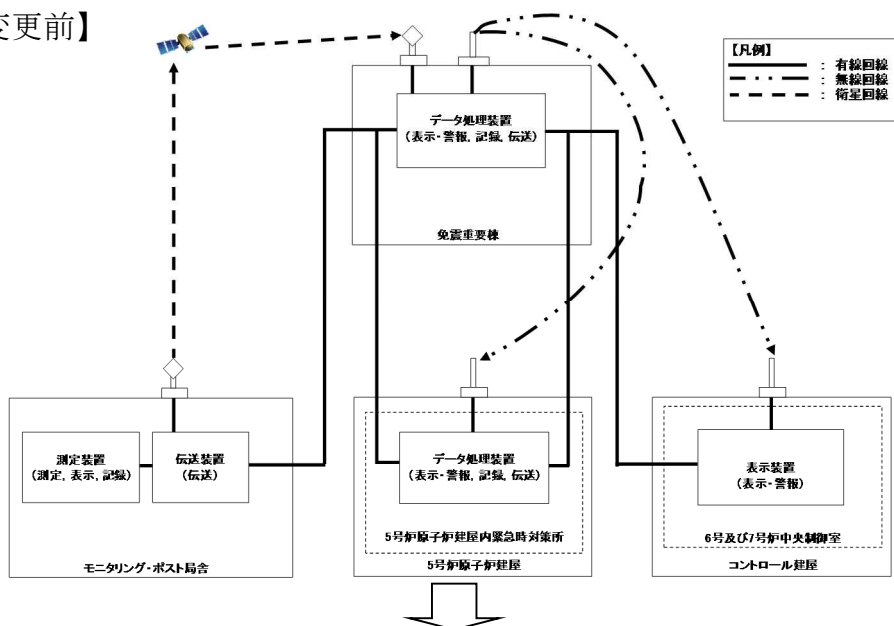 変更前】
【凡例】
: 有線回線
: 無線回線
: 衛星回線
データ処理装置
(表示・警報, 記録, 伝送)
免震重要棟
測定装置
(測定, 表示, 記録)
伝送装置
(伝送)
モニタリング・ポスト局舎
データ処理装置
(表示・警報, 記録, 伝送)
5号炉原子炉建屋内緊急時対策所
5号炉原子炉建屋
表示装置
(表示・警報)
6号及び7号炉中央制御室
コントロール建屋